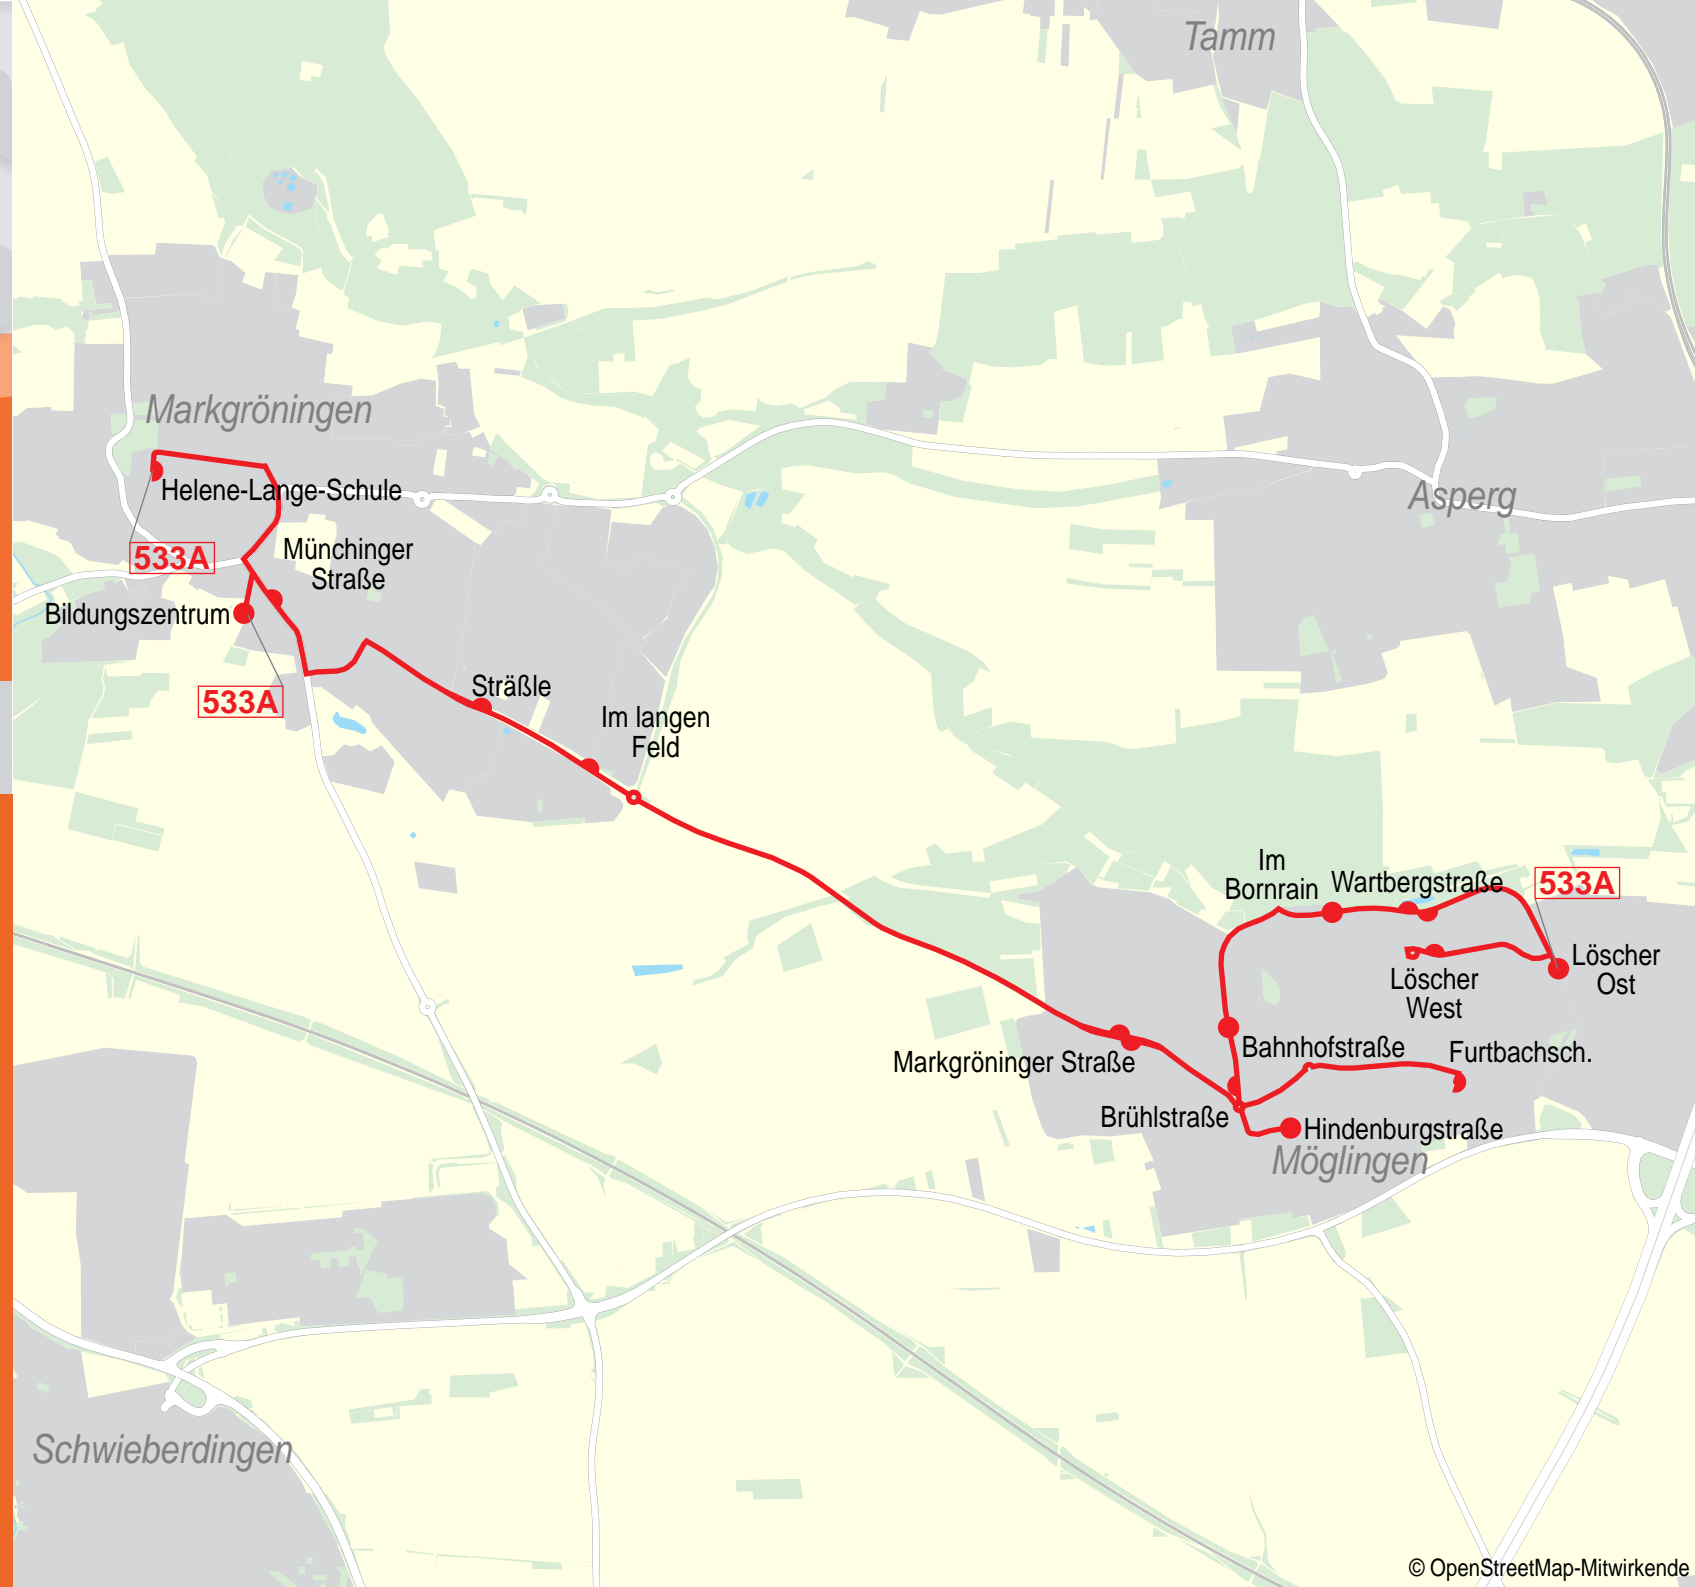 Tamm
Markgröningen
Helene-Lange-Schule
Asperg
533A
Münchinger
Straße
Bildungszentrum
533A
Sträßle
Im langen
Feld
Im
Bornrain
Wartbergstraße
533A
Löscher
Ost
Löscher
West
Bahnhofstraße
Furtbachsch.
Markgröninger Straße
Brühlstraße
Hindenburgstraße
Möglingen
Schwieberdingen
© OpenStreetMap-Mitwirkende